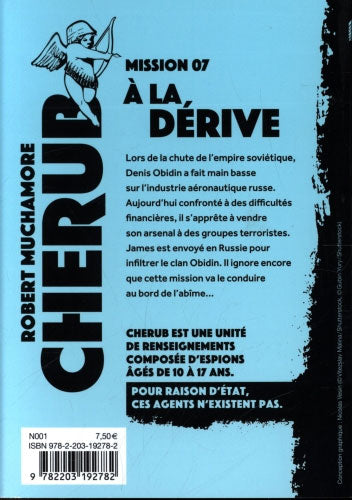 MISSION 07
À LA
DÉRIVE
ROBERT MUCHAMORE
CHERUB
Lors de la chute de l'empire soviétique,
Denis Obidin a fait main basse
sur l'industrie aéronautique russe.
Aujourd'hui confronté à des difficultés
financières, il s'apprête à vendre
son arsenal à des groupes terroristes.
James est envoyé en Russie pour
infiltrer le clan Obidin. Il ignore encore
que cette mission va le conduire
au bord de l'abîme...
CHERUB EST UNE UNITÉ
DE RENSEIGNEMENTS
COMPOSÉE D'ESPIONS
ÂGÉS DE 10 À 17 ANS.
POUR RAISON D'ÉTAT,
CES AGENTS N'EXISTENT PAS.
N001 7,50 €
ISBN 978-2-203-19278-2
9 782203 192782
Conception graphique : Nicolas Vesin